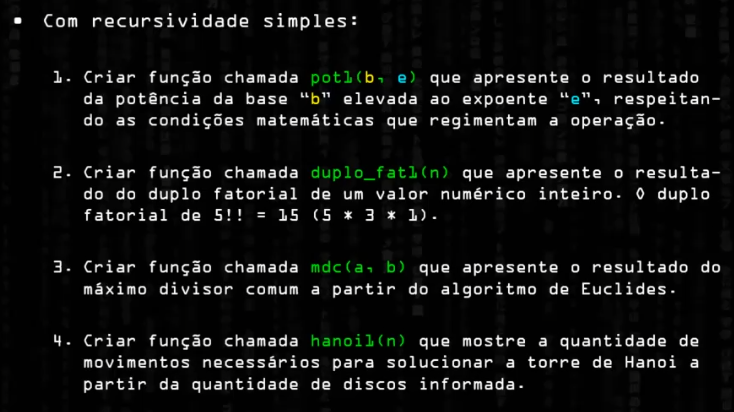 ▪ Com recursividade simples:
1. Criar função chamada pot1(b, e) que apresente o resultado
da potência da base “b” elevada ao expoente “e”, respeitan-
do as condições matemáticas que regimentam a operação.
2. Criar função chamada duplo_fat1(n) que apresente o resulta-
do do duplo fatorial de um valor numérico inteiro. O duplo
fatorial de 5!! = 15 (5 * 3 * 1).
3. Criar função chamada mdc(a, b) que apresente o resultado do
máximo divisor comum a partir do algoritmo de Euclides.
4. Criar função chamada hanoi1(n) que mostre a quantidade de
movimentos necessários para solucionar a torre de Hanoi a
partir da quantidade de discos informada.